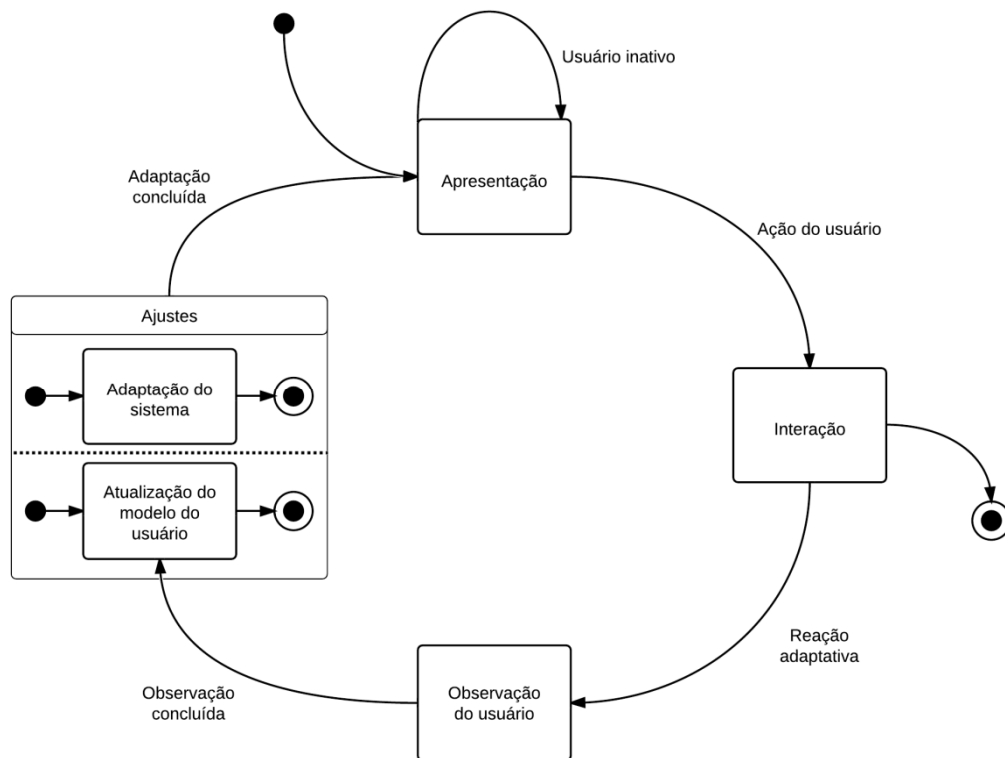 Usuário inativo
Adaptação
concluída
Apresentação
Ação do usuário
Ajustes
Adaptação do
sistema
Interação
Atualização do
modelo do
usuário
Reação
adaptativa
Observação
concluída
Observação
do usuário